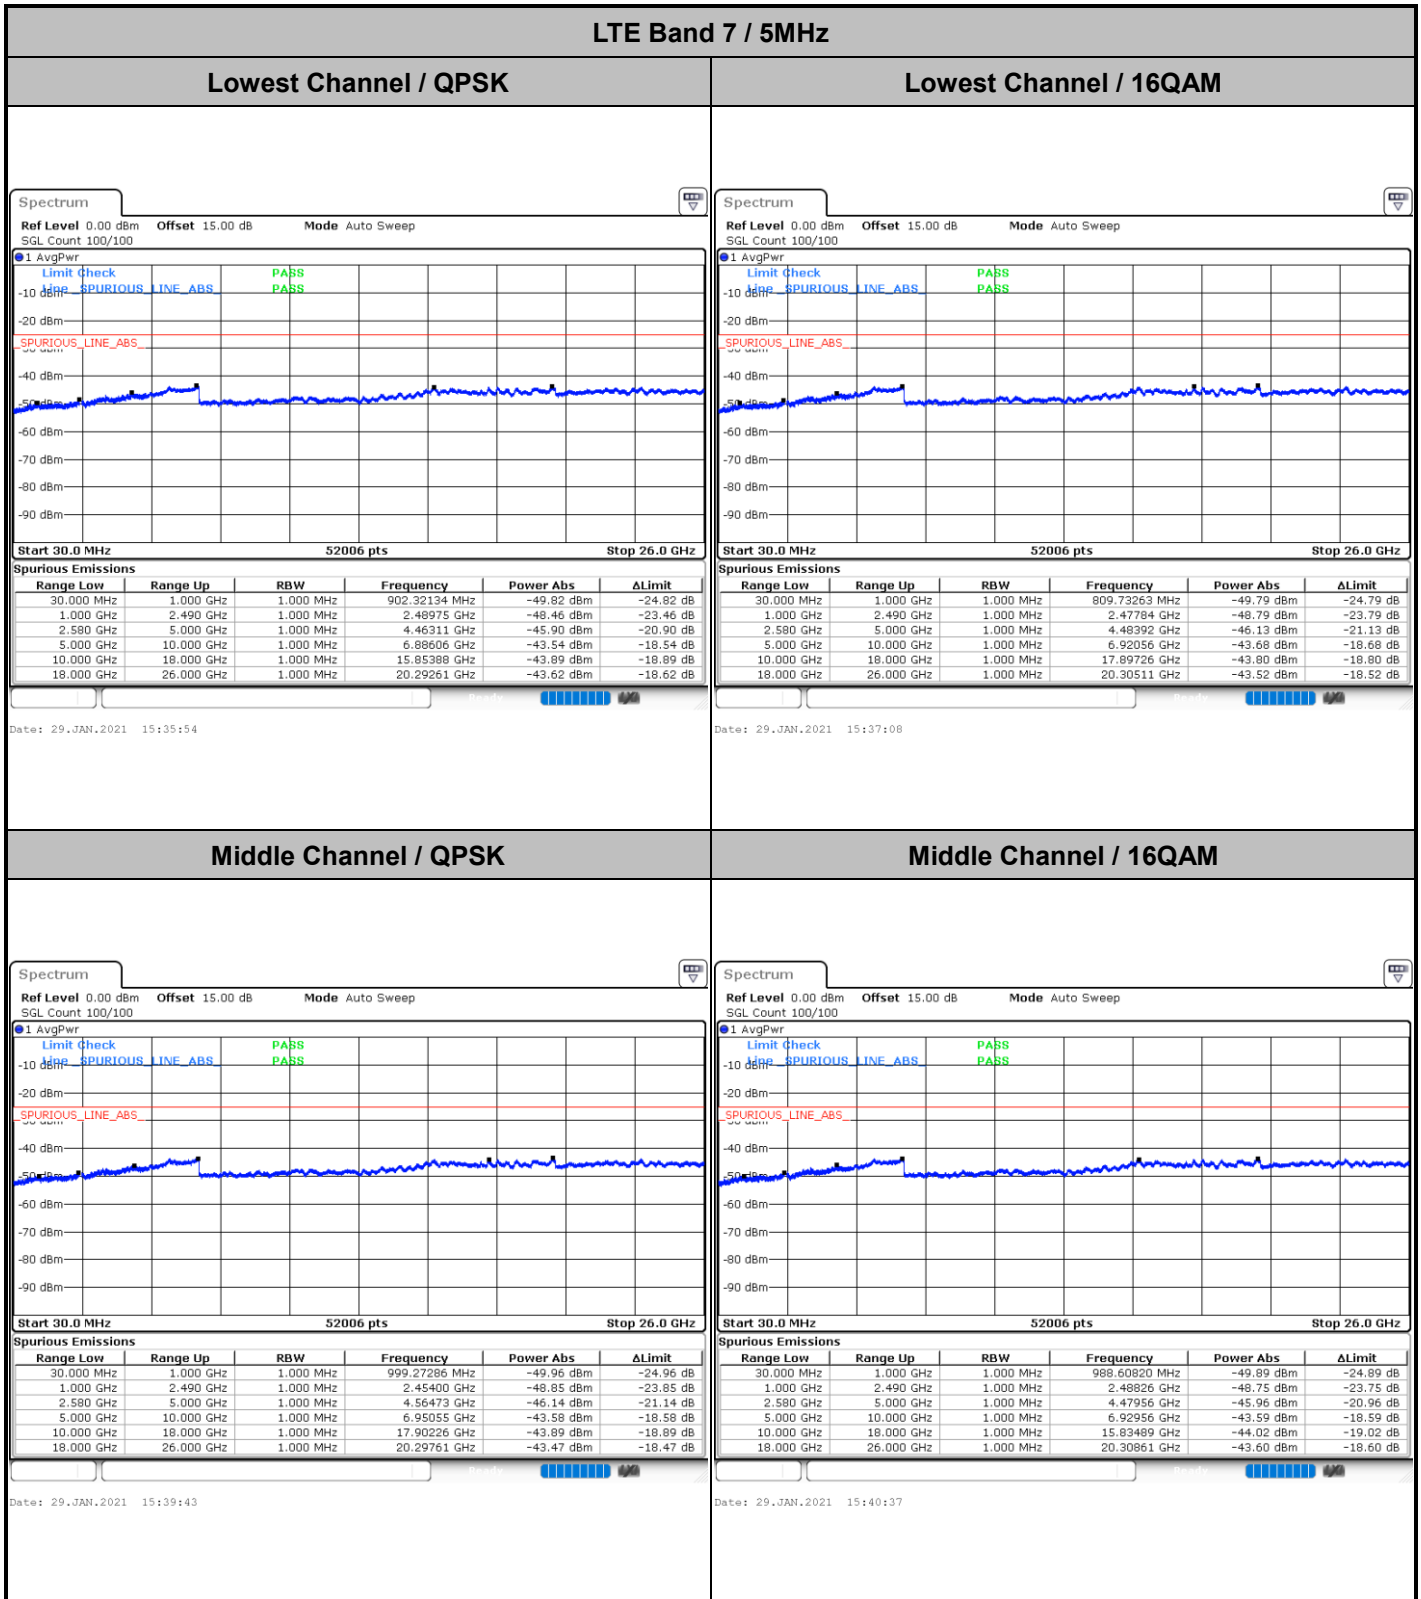 LTE Band 7 / 5MHz
Lowest Channel / QPSK
Lowest Channel / 16QAM
Spectrum
Ref Level 0.00 dBm Offset 15.00 dB Mode Auto Sweep
SGL Count 100/100
1 AvgPwr
Limit Check PASS
Line _SPURIOUS_LINE_ABS_ PASS
-10 dBm
-20 dBm
_SPURIOUS_LINE_ABS_
-30 dBm
-40 dBm
-50 dBm
-60 dBm
-70 dBm
-80 dBm
-90 dBm
Start 30.0 MHz 52006 pts Stop 26.0 GHz
Spurious Emissions
Range Low Range Up RBW Frequency Power Abs ΔLimit
30.000 MHz 1.000 GHz 1.000 MHz 902.32134 MHz -49.82 dBm -24.82 dB
1.000 GHz 2.490 GHz 1.000 MHz 2.48975 GHz -48.46 dBm -23.46 dB
2.580 GHz 5.000 GHz 1.000 MHz 4.46311 GHz -45.90 dBm -20.90 dB
5.000 GHz 10.000 GHz 1.000 MHz 6.88606 GHz -43.54 dBm -18.54 dB
10.000 GHz 18.000 GHz 1.000 MHz 15.85388 GHz -43.89 dBm -18.89 dB
18.000 GHz 26.000 GHz 1.000 MHz 20.29261 GHz -43.62 dBm -18.62 dB
Ready
Date: 29.JAN.2021 15:35:54
Spectrum
Ref Level 0.00 dBm Offset 15.00 dB Mode Auto Sweep
SGL Count 100/100
1 AvgPwr
Limit Check PASS
Line _SPURIOUS_LINE_ABS_ PASS
-10 dBm
-20 dBm
_SPURIOUS_LINE_ABS_
-30 dBm
-40 dBm
-50 dBm
-60 dBm
-70 dBm
-80 dBm
-90 dBm
Start 30.0 MHz 52006 pts Stop 26.0 GHz
Spurious Emissions
Range Low Range Up RBW Frequency Power Abs ΔLimit
30.000 MHz 1.000 GHz 1.000 MHz 809.73263 MHz -49.79 dBm -24.79 dB
1.000 GHz 2.490 GHz 1.000 MHz 2.47784 GHz -48.79 dBm -23.79 dB
2.580 GHz 5.000 GHz 1.000 MHz 4.48392 GHz -46.13 dBm -21.13 dB
5.000 GHz 10.000 GHz 1.000 MHz 6.92056 GHz -43.68 dBm -18.68 dB
10.000 GHz 18.000 GHz 1.000 MHz 17.89726 GHz -43.80 dBm -18.80 dB
18.000 GHz 26.000 GHz 1.000 MHz 20.30511 GHz -43.52 dBm -18.52 dB
Ready
Date: 29.JAN.2021 15:37:08
Middle Channel / QPSK
Middle Channel / 16QAM
Spectrum
Ref Level 0.00 dBm Offset 15.00 dB Mode Auto Sweep
SGL Count 100/100
1 AvgPwr
Limit Check PASS
Line _SPURIOUS_LINE_ABS_ PASS
-10 dBm
-20 dBm
_SPURIOUS_LINE_ABS_
-30 dBm
-40 dBm
-50 dBm
-60 dBm
-70 dBm
-80 dBm
-90 dBm
Start 30.0 MHz 52006 pts Stop 26.0 GHz
Spurious Emissions
Range Low Range Up RBW Frequency Power Abs ΔLimit
30.000 MHz 1.000 GHz 1.000 MHz 999.27286 MHz -49.96 dBm -24.96 dB
1.000 GHz 2.490 GHz 1.000 MHz 2.45400 GHz -48.85 dBm -23.85 dB
2.580 GHz 5.000 GHz 1.000 MHz 4.56473 GHz -46.14 dBm -21.14 dB
5.000 GHz 10.000 GHz 1.000 MHz 6.95055 GHz -43.58 dBm -18.58 dB
10.000 GHz 18.000 GHz 1.000 MHz 17.90226 GHz -43.89 dBm -18.89 dB
18.000 GHz 26.000 GHz 1.000 MHz 20.29761 GHz -43.47 dBm -18.47 dB
Ready
Date: 29.JAN.2021 15:39:43
Spectrum
Ref Level 0.00 dBm Offset 15.00 dB Mode Auto Sweep
SGL Count 100/100
1 AvgPwr
Limit Check PASS
Line _SPURIOUS_LINE_ABS_ PASS
-10 dBm
-20 dBm
_SPURIOUS_LINE_ABS_
-30 dBm
-40 dBm
-50 dBm
-60 dBm
-70 dBm
-80 dBm
-90 dBm
Start 30.0 MHz 52006 pts Stop 26.0 GHz
Spurious Emissions
Range Low Range Up RBW Frequency Power Abs ΔLimit
30.000 MHz 1.000 GHz 1.000 MHz 988.60820 MHz -49.89 dBm -24.89 dB
1.000 GHz 2.490 GHz 1.000 MHz 2.48826 GHz -48.75 dBm -23.75 dB
2.580 GHz 5.000 GHz 1.000 MHz 4.47956 GHz -45.96 dBm -20.96 dB
5.000 GHz 10.000 GHz 1.000 MHz 6.92956 GHz -43.59 dBm -18.59 dB
10.000 GHz 18.000 GHz 1.000 MHz 15.83489 GHz -44.02 dBm -19.02 dB
18.000 GHz 26.000 GHz 1.000 MHz 20.30861 GHz -43.60 dBm -18.60 dB
Ready
Date: 29.JAN.2021 15:40:37